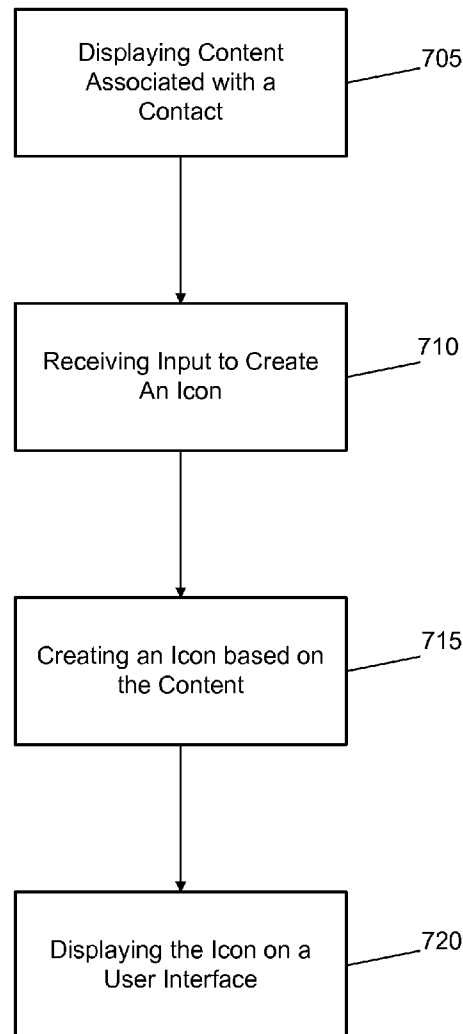 Displaying Content
Associated with a
Contact
705
Receiving Input to Create
An Icon
710
Creating an Icon based on
the Content
715
Displaying the Icon on a
User Interface
720